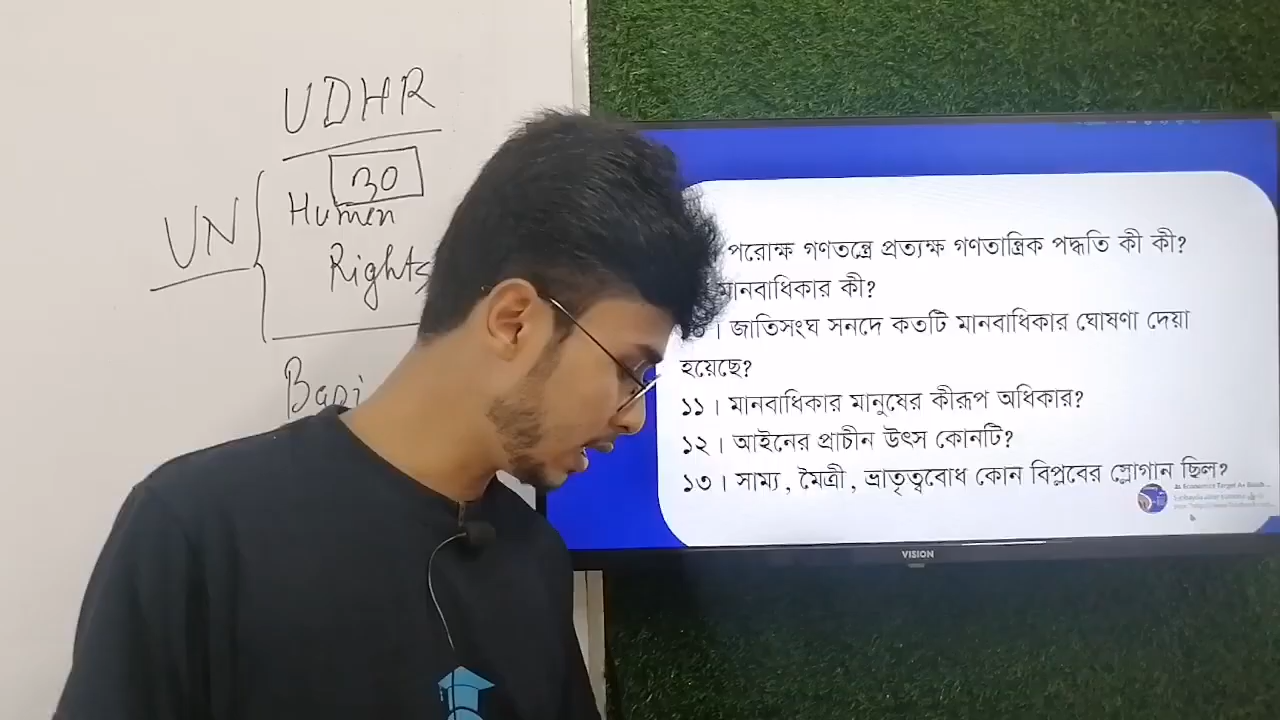 UDHR
30
Humen
Rights
UN
পরোক্ষ গণতন্ত্রে প্রত্যক্ষ গণতান্ত্রিক পদ্ধতি কী কী?
মানবাধিকার কী?
। জাতিসংঘ সনদে কতটি মানবাধিকার ঘোষণা দেয়া
হয়েছে?
১১। মানবাধিকার মানুষের কীরূপ অধিকার?
১২। আইনের প্রাচীন উৎস কোনটি?
১৩। সাম্য, মৈত্রী, ভ্রাতৃত্ববোধ কোন বিপ্লবের স্লোগান ছিল?
VISION